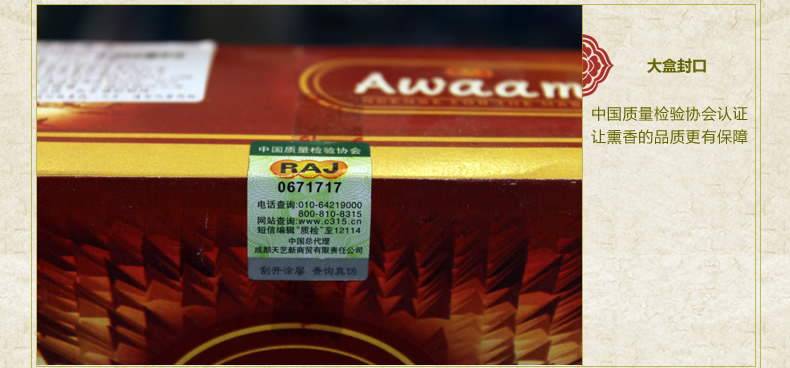 Awaam
中国质量检验协会
RAJ
0671717
电话查询:010-64219000
800-810-8315
网站查询:www.c315.cn
短信编辑"质检"至12114
中国总代理
成都天艺新商贸有限责任公司
刮开涂层 查询真伪
大盒封口
中国质量检验协会认证
让熏香的品质更有保障